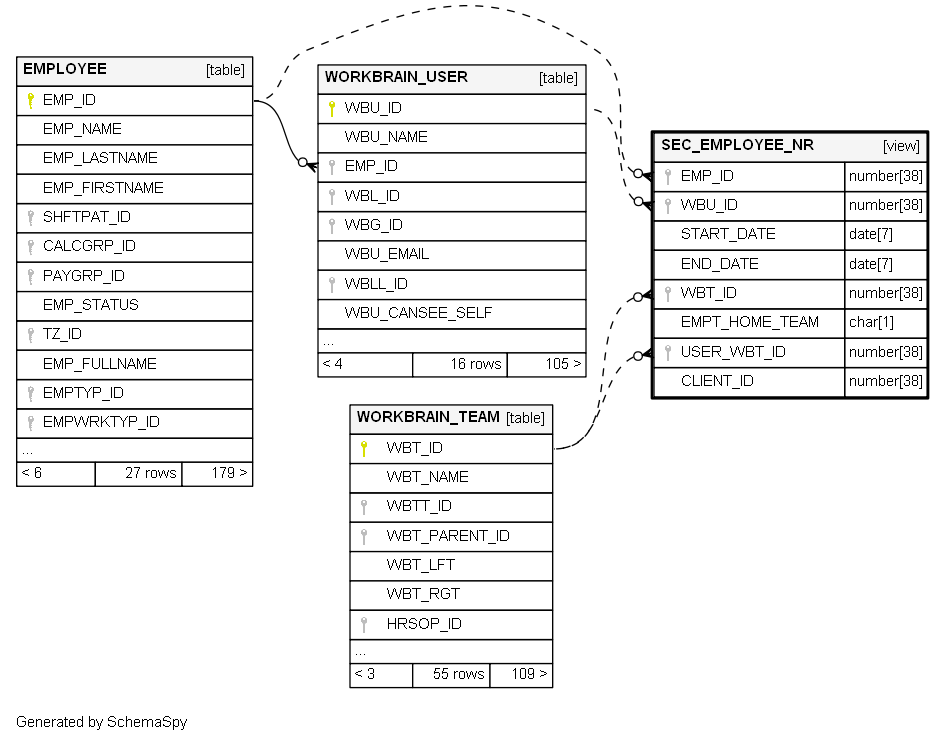 EMPLOYEE [table]
EMP_ID
EMP_NAME
EMP_LASTNAME
EMP_FIRSTNAME
SHFTPAT_ID
CALCGRP_ID
PAYGRP_ID
EMP_STATUS
TZ_ID
EMP_FULLNAME
EMPTYP_ID
EMPWRKTYP_ID
...
< 6 27 rows 179 >
WORKBRAIN_USER [table]
WBU_ID
WBU_NAME
EMP_ID
WBL_ID
WBG_ID
WBU_EMAIL
WBLL_ID
WBU_CANSEE_SELF
...
< 4 16 rows 105 >
SEC_EMPLOYEE_NR [view]
EMP_ID number[38]
WBU_ID number[38]
START_DATE date[7]
END_DATE date[7]
WBT_ID number[38]
EMPT_HOME_TEAM char[1]
USER_WBT_ID number[38]
CLIENT_ID number[38]
WORKBRAIN_TEAM [table]
WBT_ID
WBT_NAME
WBTT_ID
WBT_PARENT_ID
WBT_LFT
WBT_RGT
HRSOP_ID
...
< 3 55 rows 109 >
Generated by SchemaSpy